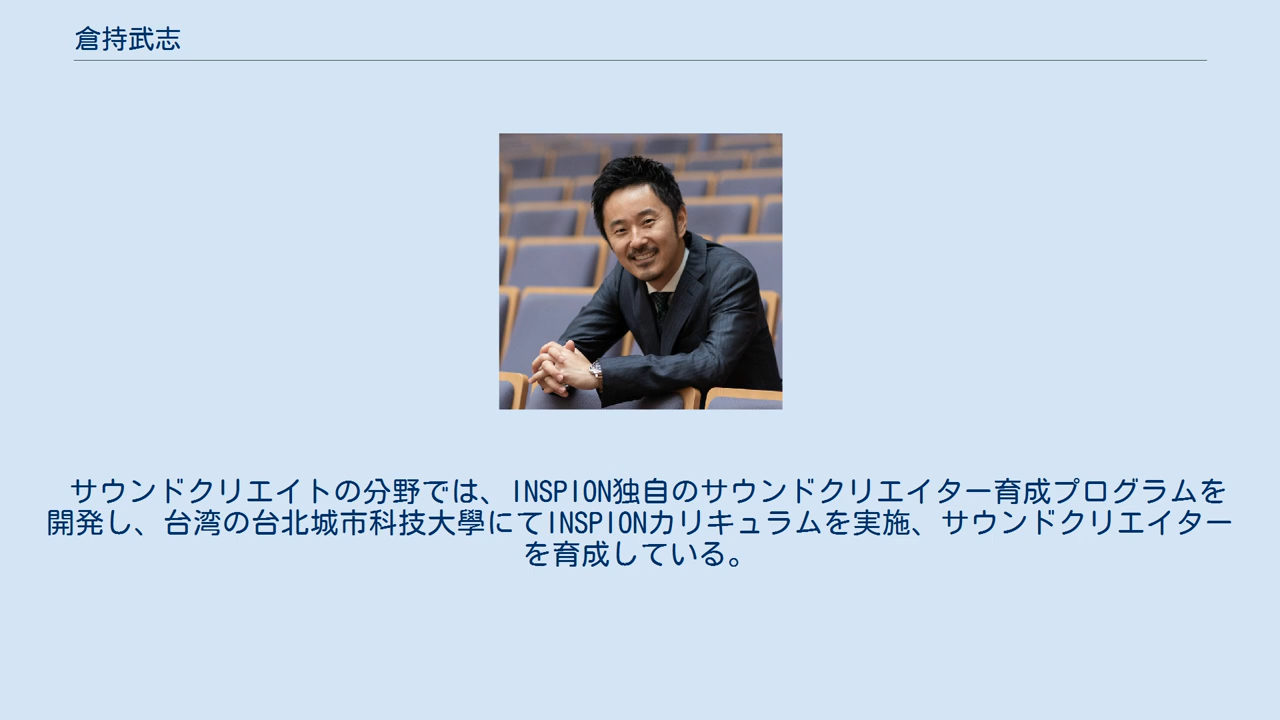 倉持武志
サウンドクリエイトの分野では、INSPION独自のサウンドクリエイター育成プログラムを
開発し、台湾の台北城市科技大學にてINSPIONカリキュラムを実施、サウンドクリエイター
を育成している。